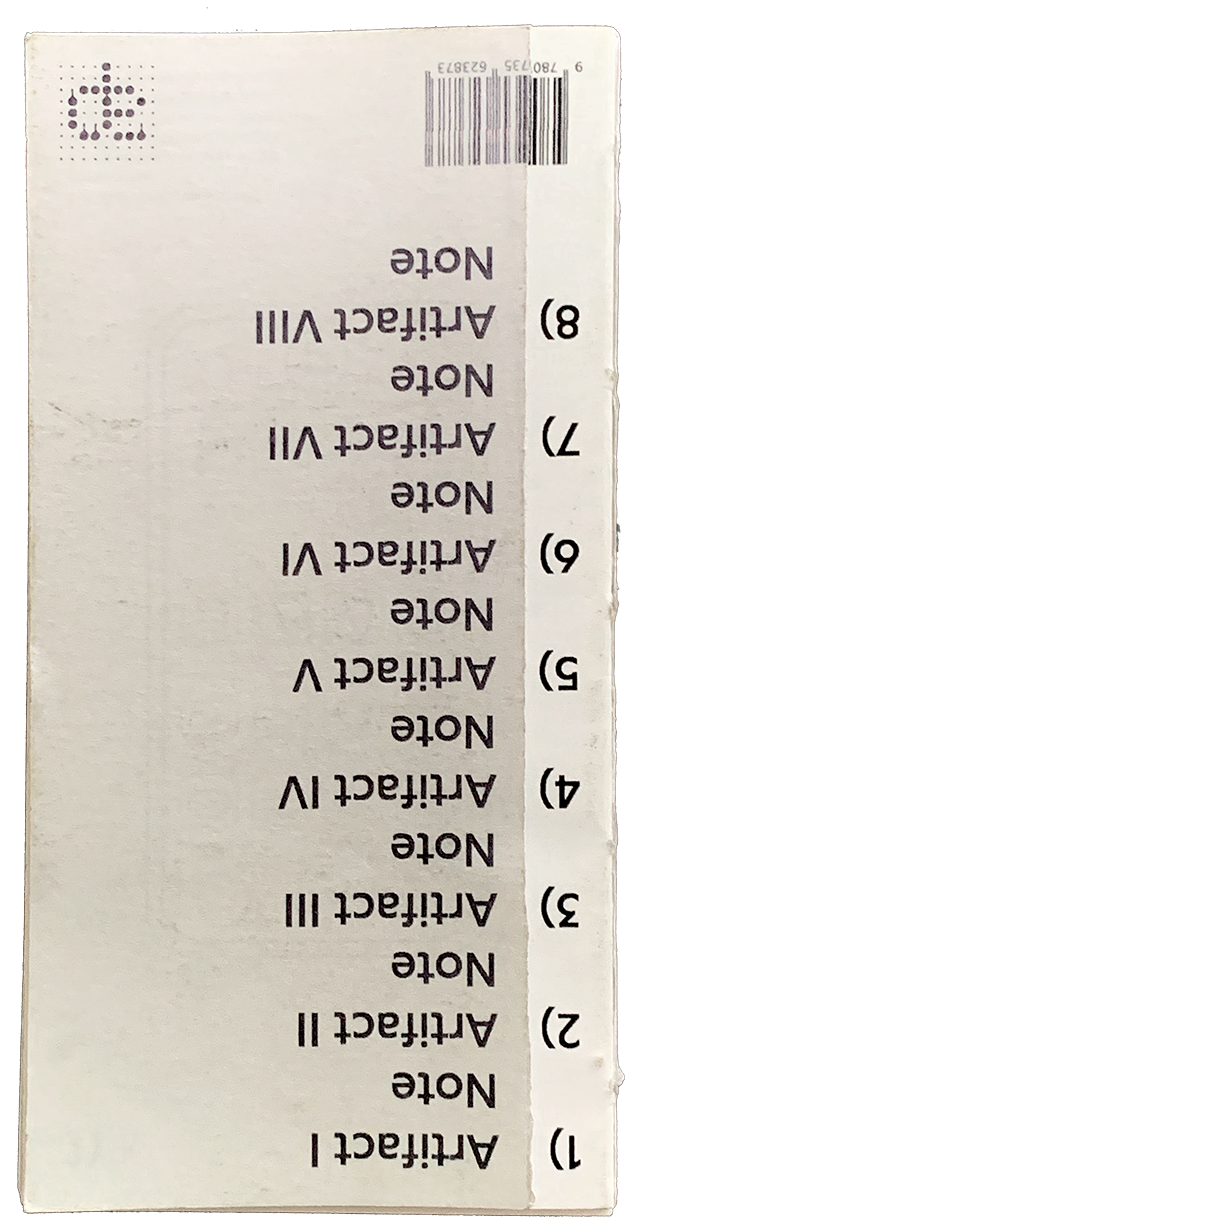 1) Artifact I
Note
2) Artifact II
Note
3) Artifact III
Note
4) Artifact IV
Note
5) Artifact V
Note
6) Artifact VI
Note
7) Artifact VII
Note
8) Artifact VIII
Note
9 780735 623873